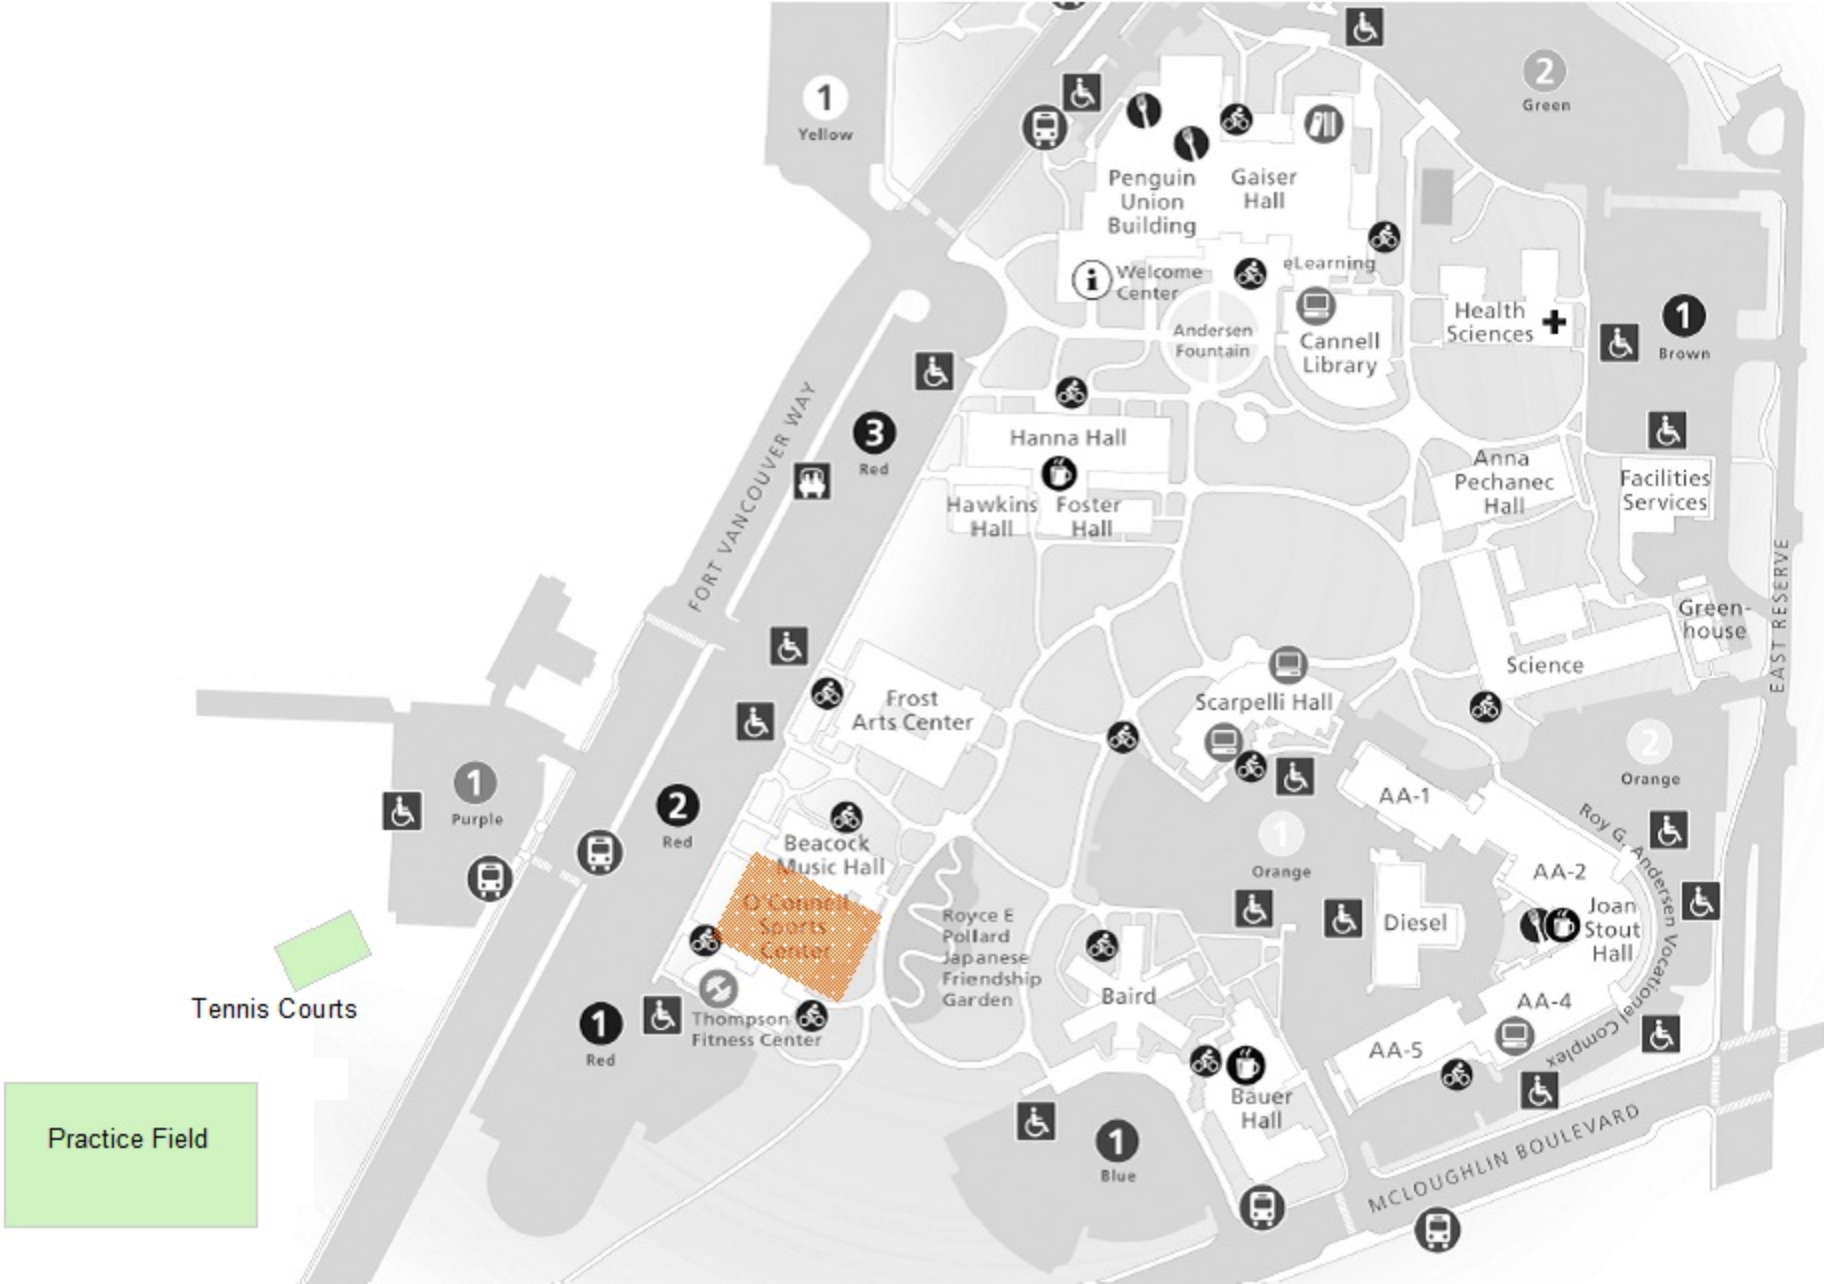 1
Yellow
2
Green
Penguin
Union
Building
Gaiser
Hall
i
Welcome
Center
eLearning
Andersen
Fountain
Cannell
Library
Health
Sciences
1
Brown
3
Red
FORT VANCOUVER WAY
Hanna Hall
Hawkins
Hall
Foster
Hall
Anna
Pechanec
Hall
Facilities
Services
EAST RESERVE
Green-
house
Science
Frost
Arts Center
Scarpelli Hall
2
Orange
1
Purple
2
Red
Beacock
Music Hall
O'Connell
Sports
Center
1
Orange
AA-1
AA-2
Roy G. Andersen Vocational Complex
Diesel
Joan
Stout
Hall
Royce E
Pollard
Japanese
Friendship
Garden
Baird
AA-4
AA-5
Tennis Courts
1
Red
Thompson
Fitness Center
Bauer
Hall
Practice Field
1
Blue
MCLOUGHLIN BOULEVARD